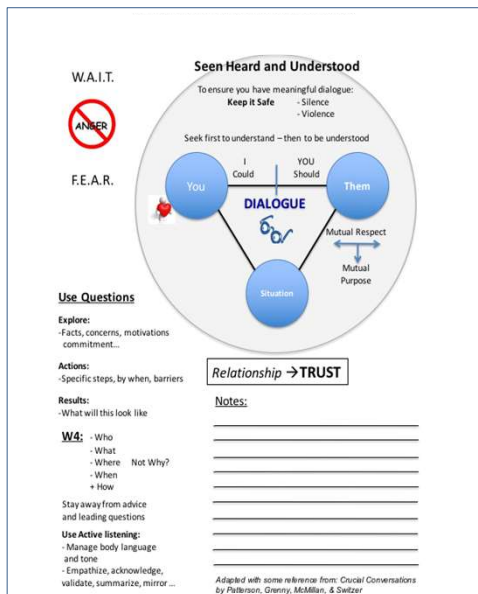 W.A.I.T.
ANGER
F.E.A.R.
Seen Heard and Understood
To ensure you have meaningful dialogue:
Keep it Safe - Silence
- Violence
Seek first to understand – then to be understood
I YOU
Could Should
You
Them
DIALOGUE
Mutual Respect
Mutual
Purpose
Situation
Use Questions
Explore:
-Facts, concerns, motivations
commitment…
Actions:
-Specific steps, by when, barriers
Results:
-What will this look like
W4: - Who
- What
- Where Not Why?
- When
+ How
Stay away from advice
and leading questions
Use Active listening:
- Manage body language
and tone
- Empathize, acknowledge,
validate, summarize, mirror …
Relationship →TRUST
Notes:
Adapted with some reference from: Crucial Conversations
by Patterson, Grenny, McMillan, & Switzer